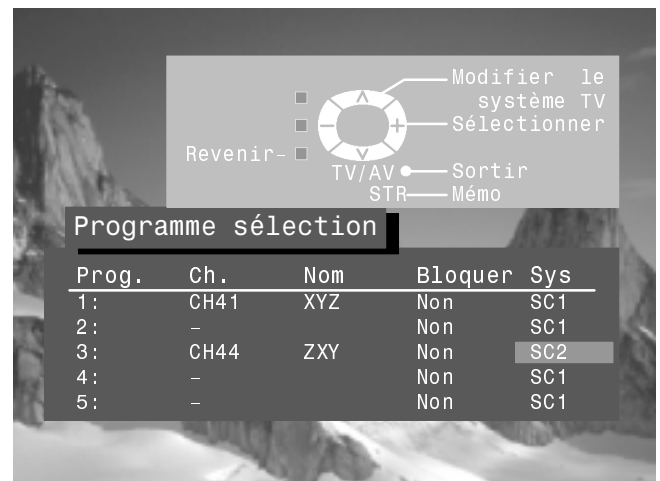 Modifier le
système TV
Sélectionner
Revenir
TV/AV Sortir
STR Mémo
Programme sélection
Prog. Ch. Nom Bloquer Sys
1: CH41 XYZ Non SC1
2: – Non SC1
3: CH44 ZXY Non SC2
4: – Non SC1
5: – Non SC1